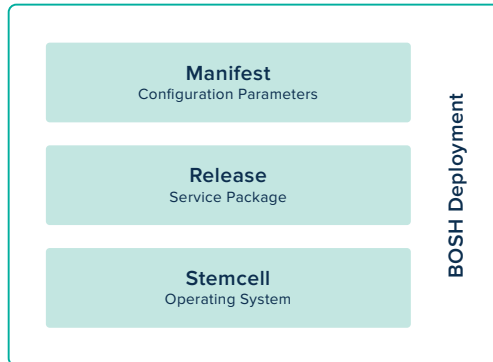 Manifest
Configuration Parameters
Release
Service Package
Stemcell
Operating System
BOSH Deployment